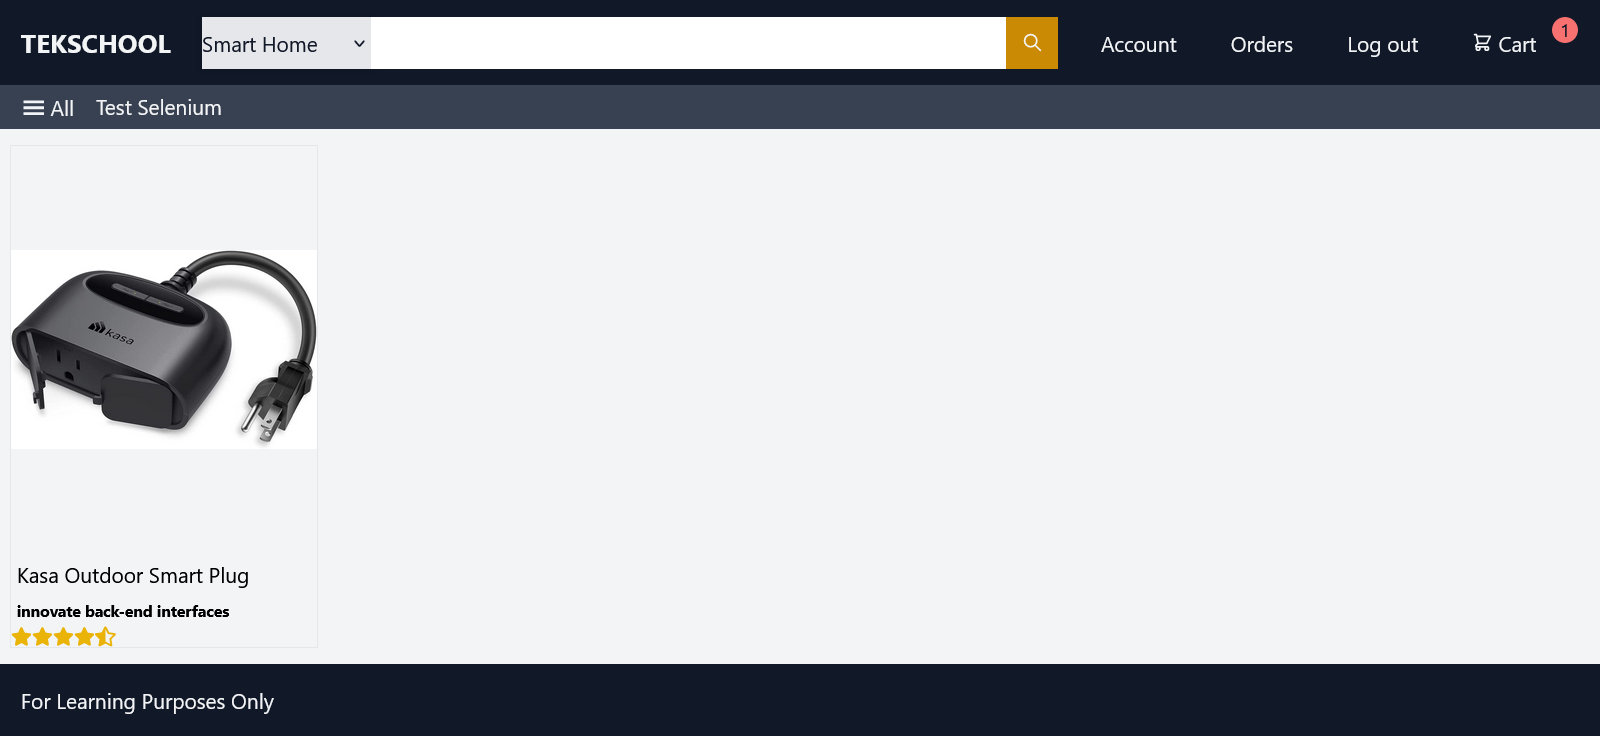 TEKSCHOOL
Smart Home
Account
Orders
Log out
Cart
1
All
Test Selenium
kasa
Kasa Outdoor Smart Plug
innovate back-end interfaces
For Learning Purposes Only